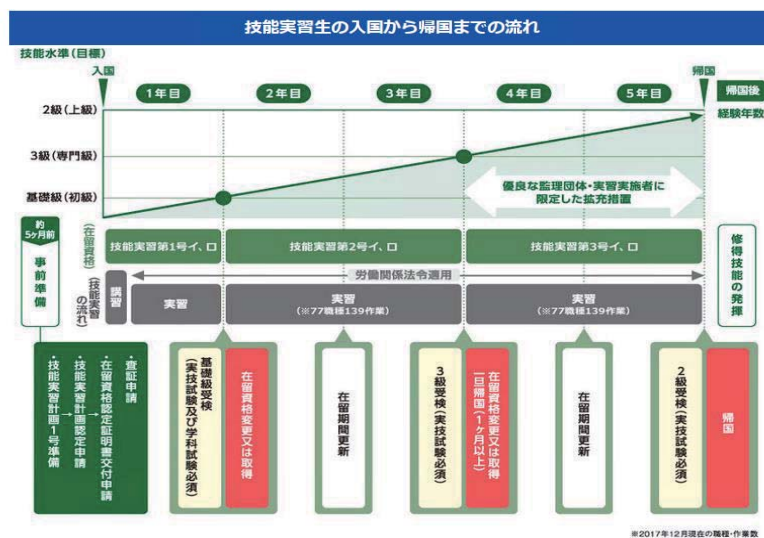 技能実習生の入国から帰国までの流れ
技能水準(目標)
入国
帰国
1年目
2年目
3年目
4年目
5年目
帰国後
経験年数
2級(上級)
3級(専門級)
基礎級(初級)
優良な監理団体・実習実施者に
限定した拡充措置
約
5ヶ月前
事前準備
(在留資格)
技能実習第1号イ、ロ
技能実習第2号イ、ロ
技能実習第3号イ、ロ
修得技能の発揮
(技能実習
の流れ)
労働関係法令適用
講習
実習
実習
(※77職種139作業)
実習
(※77職種139作業)
・技能実習計画1号準備
・技能実習計画認定申請
・在留資格認定証明書交付申請
・査証申請
基礎級受検
(実技試験及び学科試験必須)
在留資格変更又は取得
在留期間更新
3級受検(実技試験必須)
在留資格変更又は取得
一旦帰国(1ヶ月以上)
在留期間更新
2級受検(実技試験必須)
帰国
※2017年12月現在の職種・作業数